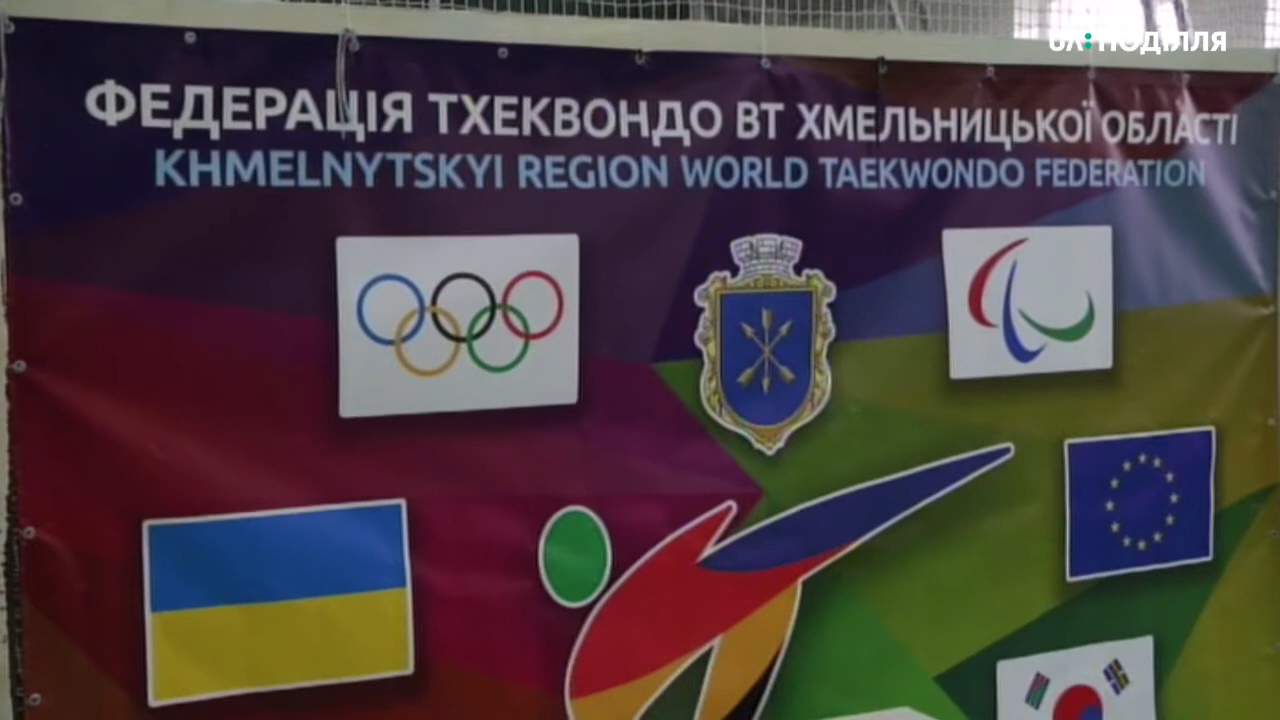 UA:ПОДІЛЛЯ
ФЕДЕРАЦІЯ ТХЕКВОНДО ВТ ХМЕЛЬНИЦЬКОЇ ОБЛАСТІ
KHMELNYTSKYI REGION WORLD TAEKWONDO FEDERATION